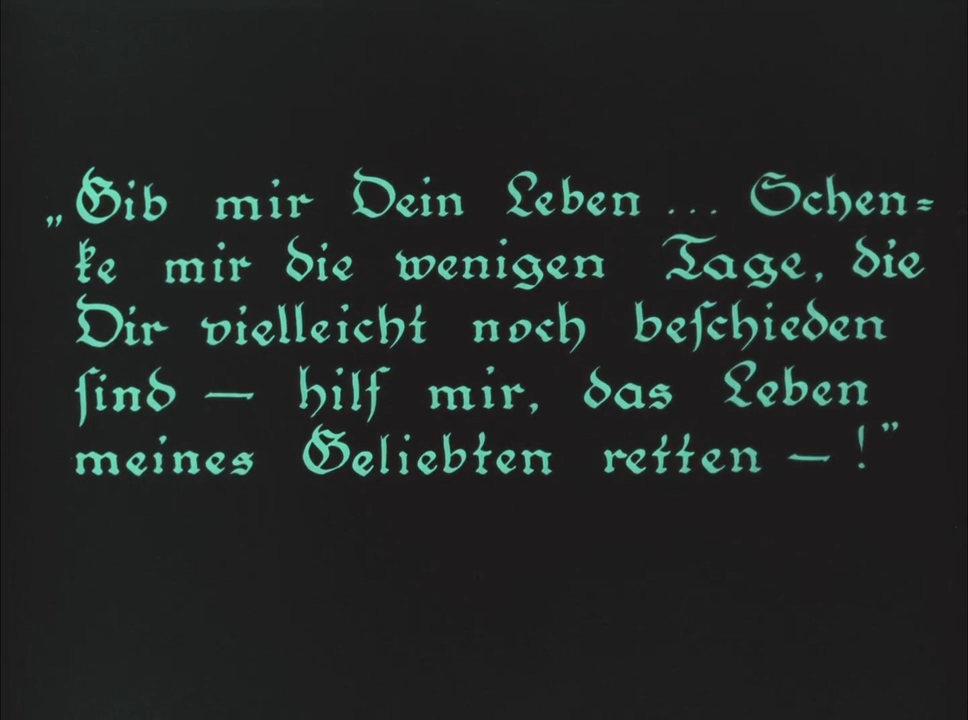 „Gib mir Dein Leben ... Schen=
ke mir die wenigen Tage, die
Dir vielleicht noch beſchieden
ſind — hilf mir, das Leben
meines Geliebten retten — !”